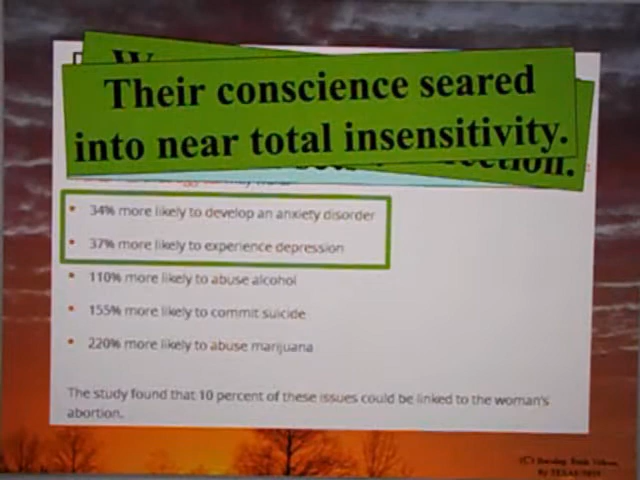 Their conscience seared
into near total insensitivity.
34% more likely to develop an anxiety disorder
37% more likely to experience depression
110% more likely to abuse alcohol
155% more likely to commit suicide
220% more likely to abuse marijuana
The study found that 10 percent of these issues could be linked to the woman's
abortion.